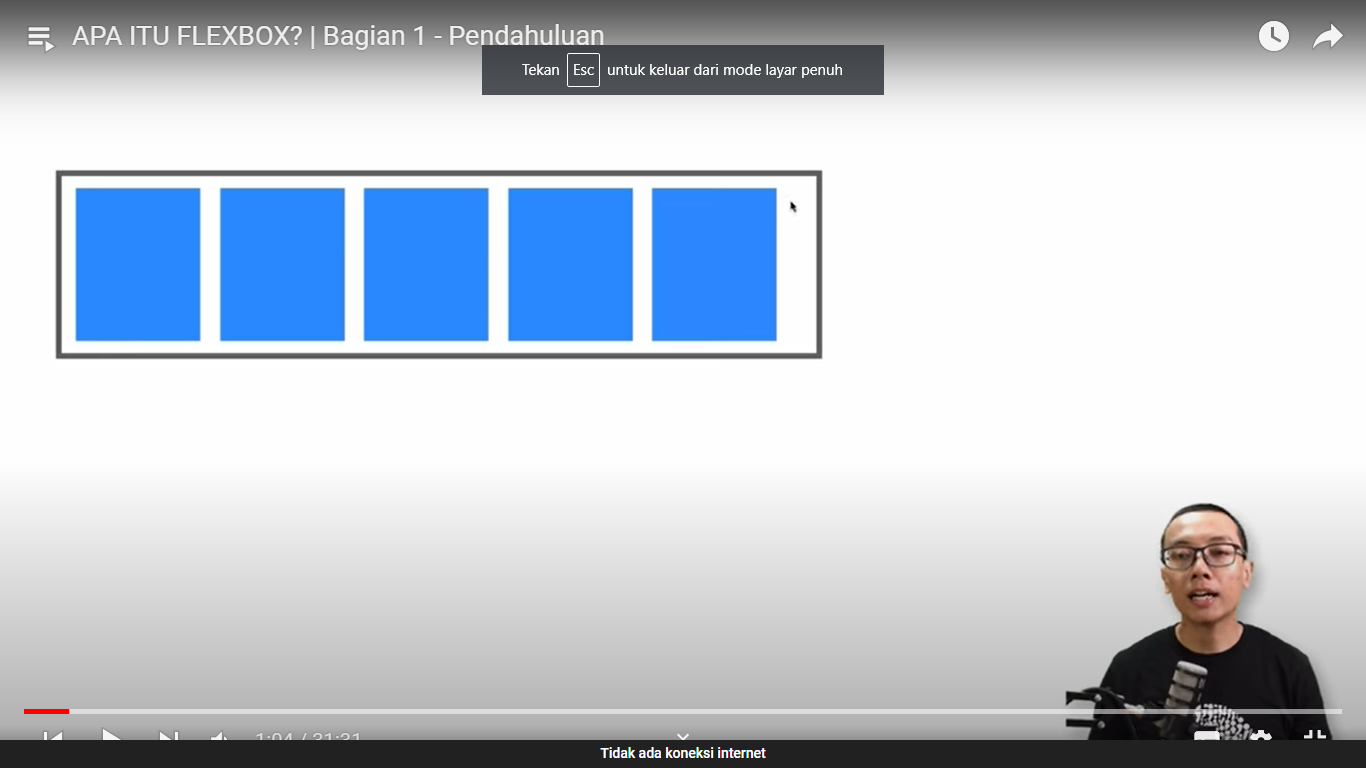 APA ITU FLEXBOX? | Bagian 1 - Pendahuluan
Tekan Esc untuk keluar dari mode layar penuh
1:04 / 31:31
Tidak ada koneksi internet